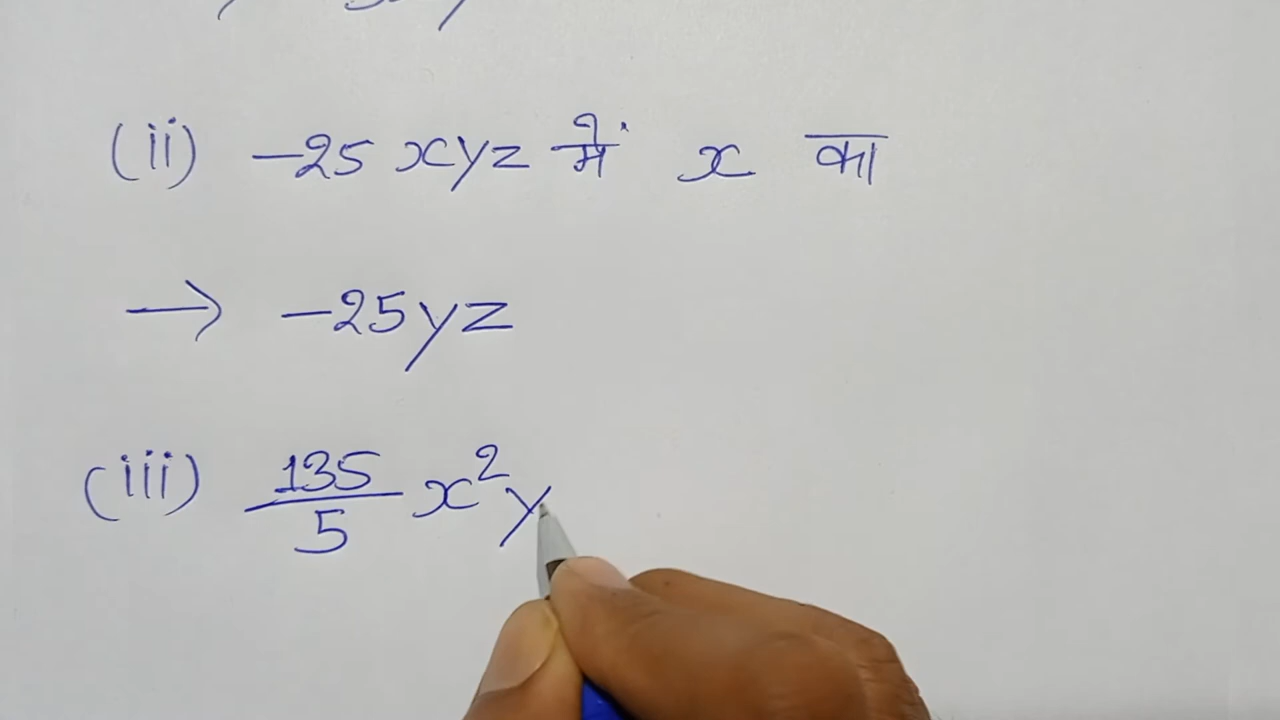 (ii) -25 xyz में x का
→ -25yz
(iii) 135/5 x²y